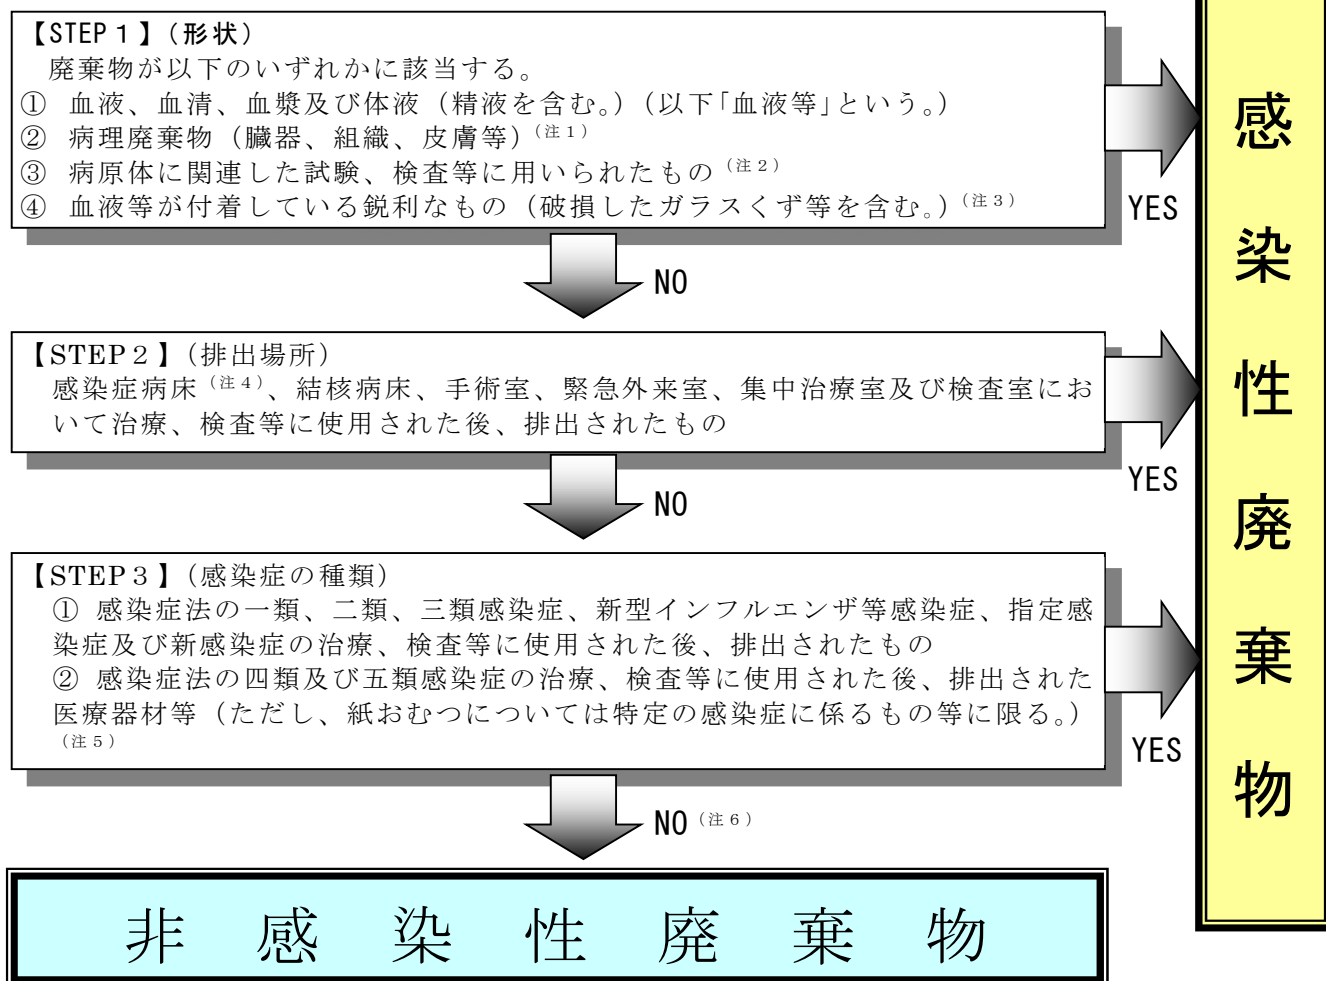 【STEP１】（形状）
廃棄物が以下のいずれかに該当する。
① 血液、血清、血漿及び体液（精液を含む。）（以下「血液等」という。）
② 病理廃棄物（臓器、組織、皮膚等）（注１）
③ 病原体に関連した試験、検査等に用いられたもの（注２）
④ 血液等が付着している鋭利なもの（破損したガラスくず等を含む。）（注３）
YES
NO
【STEP２】（排出場所）
感染症病床（注４）、結核病床、手術室、緊急外来室、集中治療室及び検査室にお
いて治療、検査等に使用された後、排出されたもの
YES
NO
【STEP３】（感染症の種類）
① 感染症法の一類、二類、三類感染症、新型インフルエンザ等感染症、指定感
染症及び新感染症の治療、検査等に使用された後、排出されたもの
② 感染症法の四類及び五類感染症の治療、検査等に使用された後、排出された
医療器材等（ただし、紙おむつについては特定の感染症に係るもの等に限る。）
（注５）
YES
NO（注６）
非感染性廃棄物
感染性廃棄物